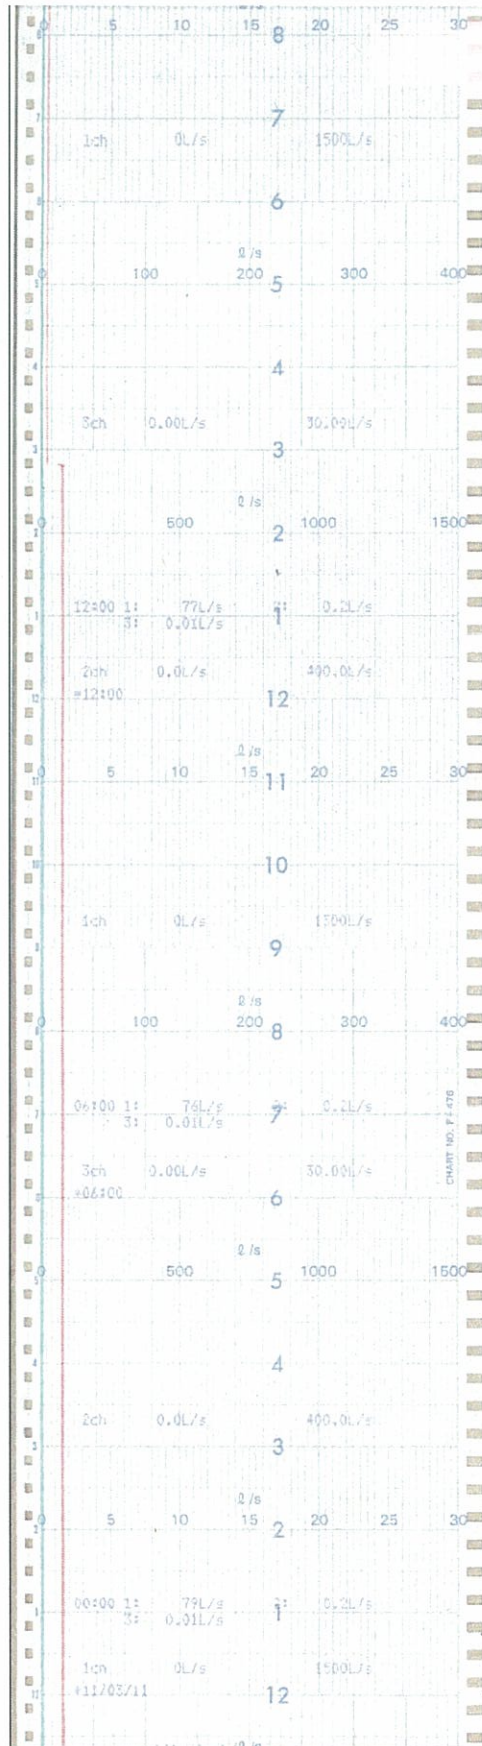 0 5 10 15 20 25 30
8
7
1ch 0L/s 1500L/s
6
ℓ/s
0 100 200 300 400
5
4
3ch 0.00L/s 30.00L/s
3
ℓ/s
0 500 1000 1500
2
12:00 1: 77L/s 0.2L/s
1
3: 0.01L/s
2ch 0.0L/s 400.0L/s
*12:00
12
ℓ/s
0 5 10 15 20 25 30
11
10
1ch 0L/s 1500L/s
9
ℓ/s
0 100 200 300 400
8
06:00 1: 76L/s 0.2L/s
7
3: 0.01L/s
CHART NO.
3ch 0.00L/s 30.00L/s
*06:00
6
ℓ/s
0 500 1000 1500
5
4
2ch 0.0L/s 400.0L/s
3
ℓ/s
0 5 10 15 20 25 30
2
00:00 1: 79L/s 0.2L/s
1
3: 0.01L/s
1ch 0L/s 1500L/s
*11/03/11
12